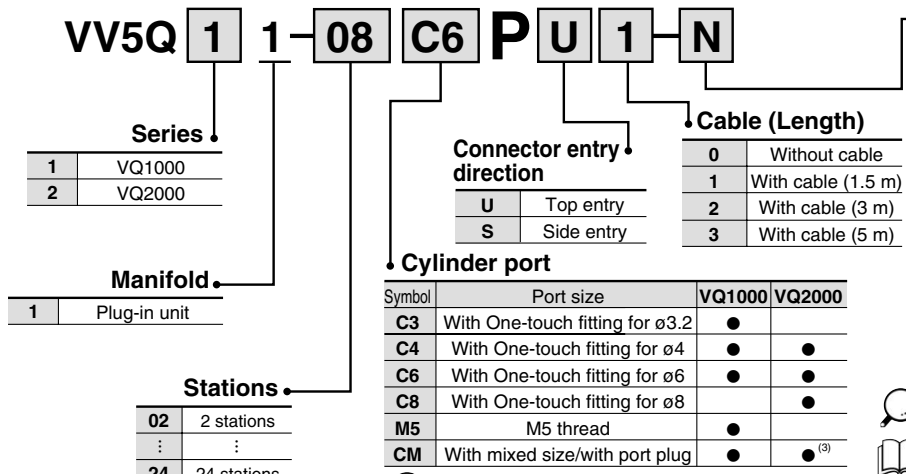 VV5Q 1 1-08 C6 P U 1-N
Series
1 VQ1000
2 VQ2000
Manifold
1 Plug-in unit
Stations
02 2 stations
⋮ ⋮
24 24 stations
Connector entry
direction
U Top entry
S Side entry
Cable (Length)
0 Without cable
1 With cable (1.5 m)
2 With cable (3 m)
3 With cable (5 m)
Cylinder port
Symbol Port size VQ1000 VQ2000
C3 With One-touch fitting for ø3.2 ●
C4 With One-touch fitting for ø4 ● ●
C6 With One-touch fitting for ø6 ● ●
C8 With One-touch fitting for ø8 ●
M5 M5 thread ●
CM With mixed size/with port plug ● ●(3)